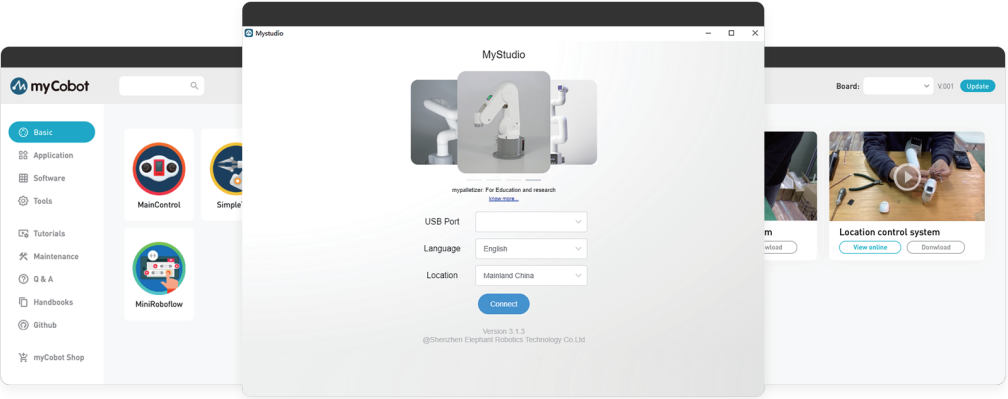 Mystudio
MyStudio
mypalletizer: For Education and research
know more...
USB Port
Language
English
Location
Mainland China
Connect
Version 3.1.3
@Shenzhen Elephant Robotics Technology Co.Ltd
myCobot
Basic
Application
Software
Tools
Tutorials
Maintenance
Q & A
Handbooks
Github
myCobot Shop
MainControl
MiniRoboflow
Board:
V.001
Update
Location control system
View online
Donwload